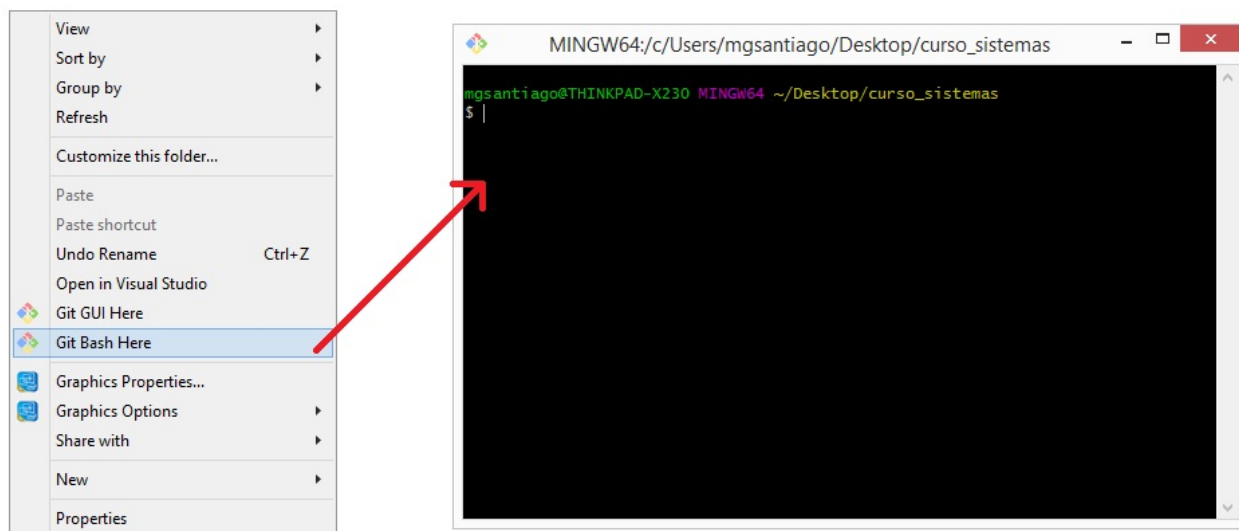 View
Sort by
Group by
Refresh
Customize this folder...
Paste
Paste shortcut
Undo Rename Ctrl+Z
Open in Visual Studio
Git GUI Here
Git Bash Here
Graphics Properties...
Graphics Options
Share with
New
Properties
MINGW64:/c/Users/mgsantiago/Desktop/curso_sistemas
mgsantiago@THINKPAD-X230 MINGW64 ~/Desktop/curso_sistemas
$